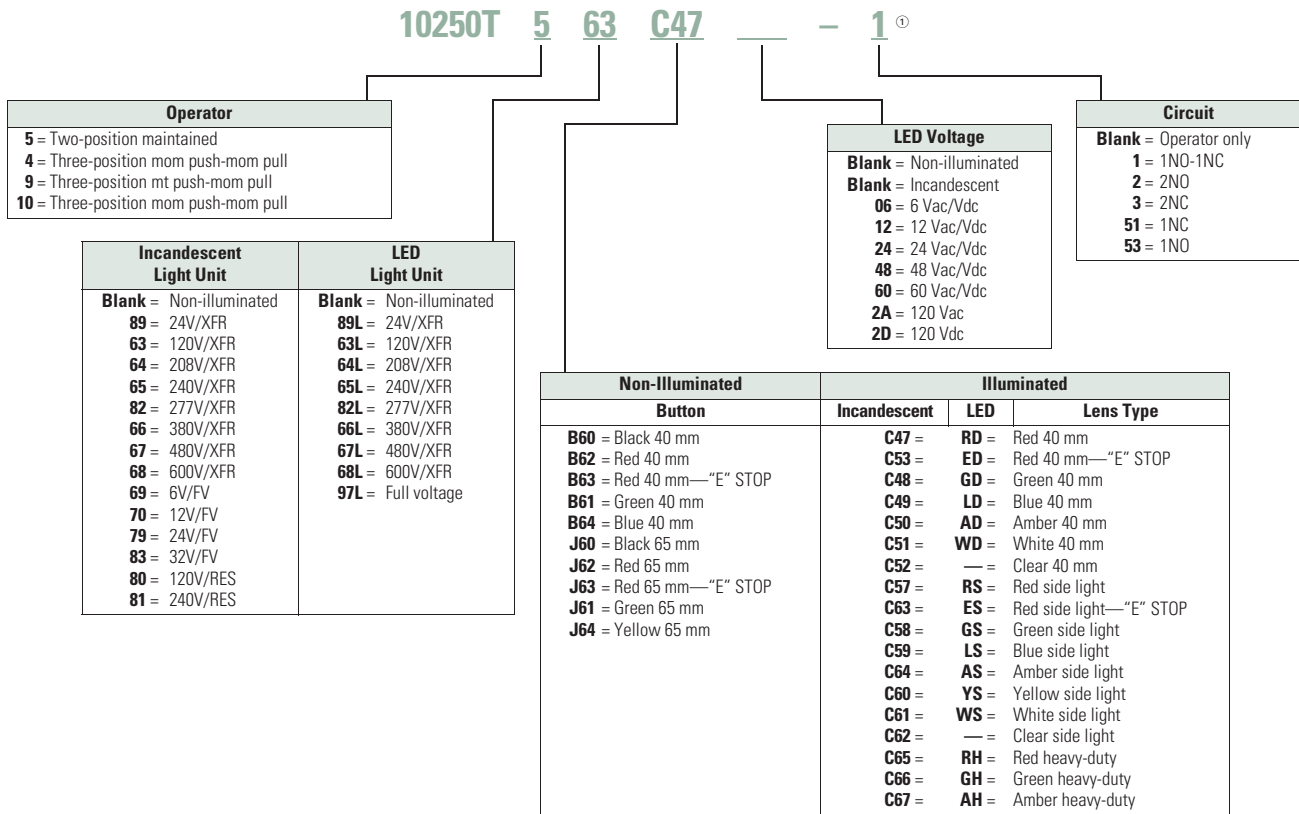 10250T 5 63 C47 ___ – 1 ①
Operator
5 = Two-position maintained
4 = Three-position mom push-mom pull
9 = Three-position mt push-mom pull
10 = Three-position mom push-mom pull
Incandescent Light Unit
Blank = Non-illuminated
89 = 24V/XFR
63 = 120V/XFR
64 = 208V/XFR
65 = 240V/XFR
82 = 277V/XFR
66 = 380V/XFR
67 = 480V/XFR
68 = 600V/XFR
69 = 6V/FV
70 = 12V/FV
79 = 24V/FV
83 = 32V/FV
80 = 120V/RES
81 = 240V/RES
LED Light Unit
Blank = Non-illuminated
89L = 24V/XFR
63L = 120V/XFR
64L = 208V/XFR
65L = 240V/XFR
82L = 277V/XFR
66L = 380V/XFR
67L = 480V/XFR
68L = 600V/XFR
97L = Full voltage
LED Voltage
Blank = Non-illuminated
Blank = Incandescent
06 = 6 Vac/Vdc
12 = 12 Vac/Vdc
24 = 24 Vac/Vdc
48 = 48 Vac/Vdc
60 = 60 Vac/Vdc
2A = 120 Vac
2D = 120 Vdc
Circuit
Blank = Operator only
1 = 1NO-1NC
2 = 2NO
3 = 2NC
51 = 1NC
53 = 1NO
Non-Illuminated
Button
B60 = Black 40 mm
B62 = Red 40 mm
B63 = Red 40 mm—“E” STOP
B61 = Green 40 mm
B64 = Blue 40 mm
J60 = Black 65 mm
J62 = Red 65 mm
J63 = Red 65 mm—“E” STOP
J61 = Green 65 mm
J64 = Yellow 65 mm
Illuminated
Incandescent LED Lens Type
C47 = RD = Red 40 mm
C53 = ED = Red 40 mm—“E” STOP
C48 = GD = Green 40 mm
C49 = LD = Blue 40 mm
C50 = AD = Amber 40 mm
C51 = WD = White 40 mm
C52 = — = Clear 40 mm
C57 = RS = Red side light
C63 = ES = Red side light—“E” STOP
C58 = GS = Green side light
C59 = LS = Blue side light
C64 = AS = Amber side light
C60 = YS = Yellow side light
C61 = WS = White side light
C62 = — = Clear side light
C65 = RH = Red heavy-duty
C66 = GH = Green heavy-duty
C67 = AH = Amber heavy-duty